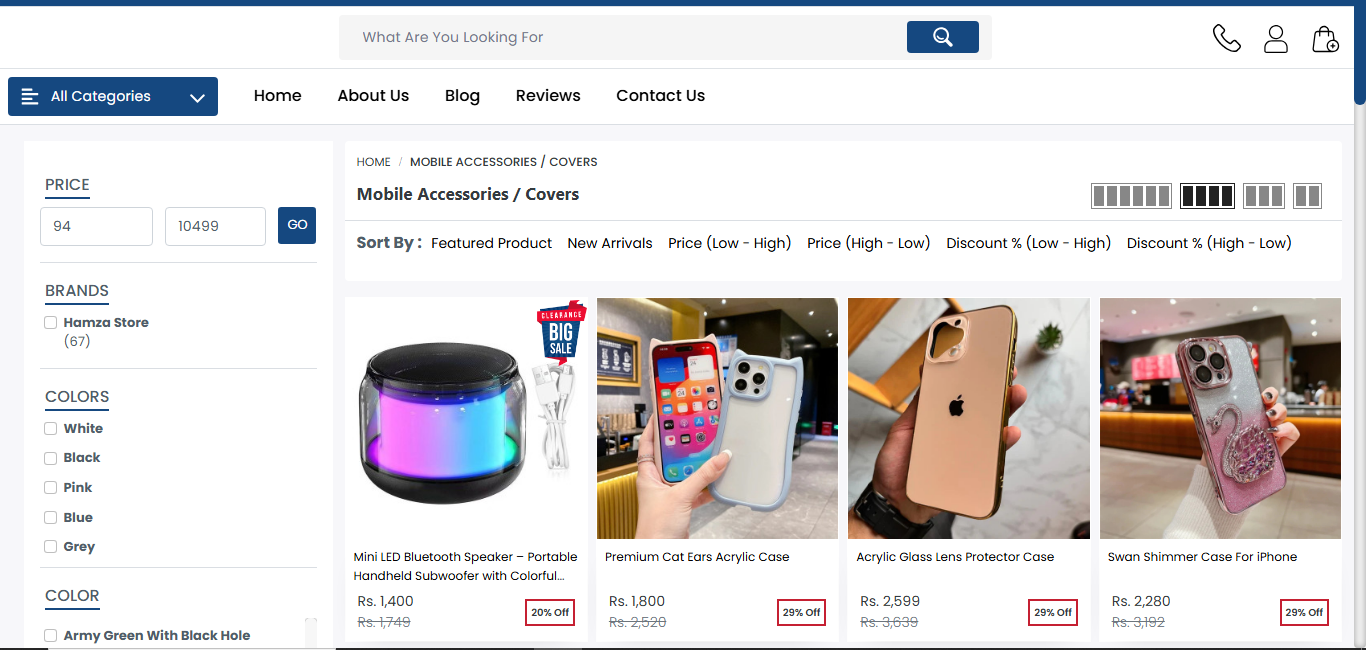 What Are You Looking For
All Categories
Home
About Us
Blog
Reviews
Contact Us
PRICE
94
10499
GO
BRANDS
Hamza Store
(67)
COLORS
White
Black
Pink
Blue
Grey
COLOR
Army Green With Black Hole
HOME / MOBILE ACCESSORIES / COVERS
Mobile Accessories / Covers
Sort By : Featured Product New Arrivals Price (Low - High) Price (High - Low) Discount % (Low - High) Discount % (High - Low)
CLEARANCE
BIG
SALE
Mini LED Bluetooth Speaker – Portable
Handheld Subwoofer with Colorful...
Rs. 1,400
Rs. 1,749
20% Off
Premium Cat Ears Acrylic Case
Rs. 1,800
Rs. 2,520
29% Off
Acrylic Glass Lens Protector Case
Rs. 2,599
Rs. 3,639
29% Off
Swan Shimmer Case For iPhone
Rs. 2,280
Rs. 3,192
29% Off